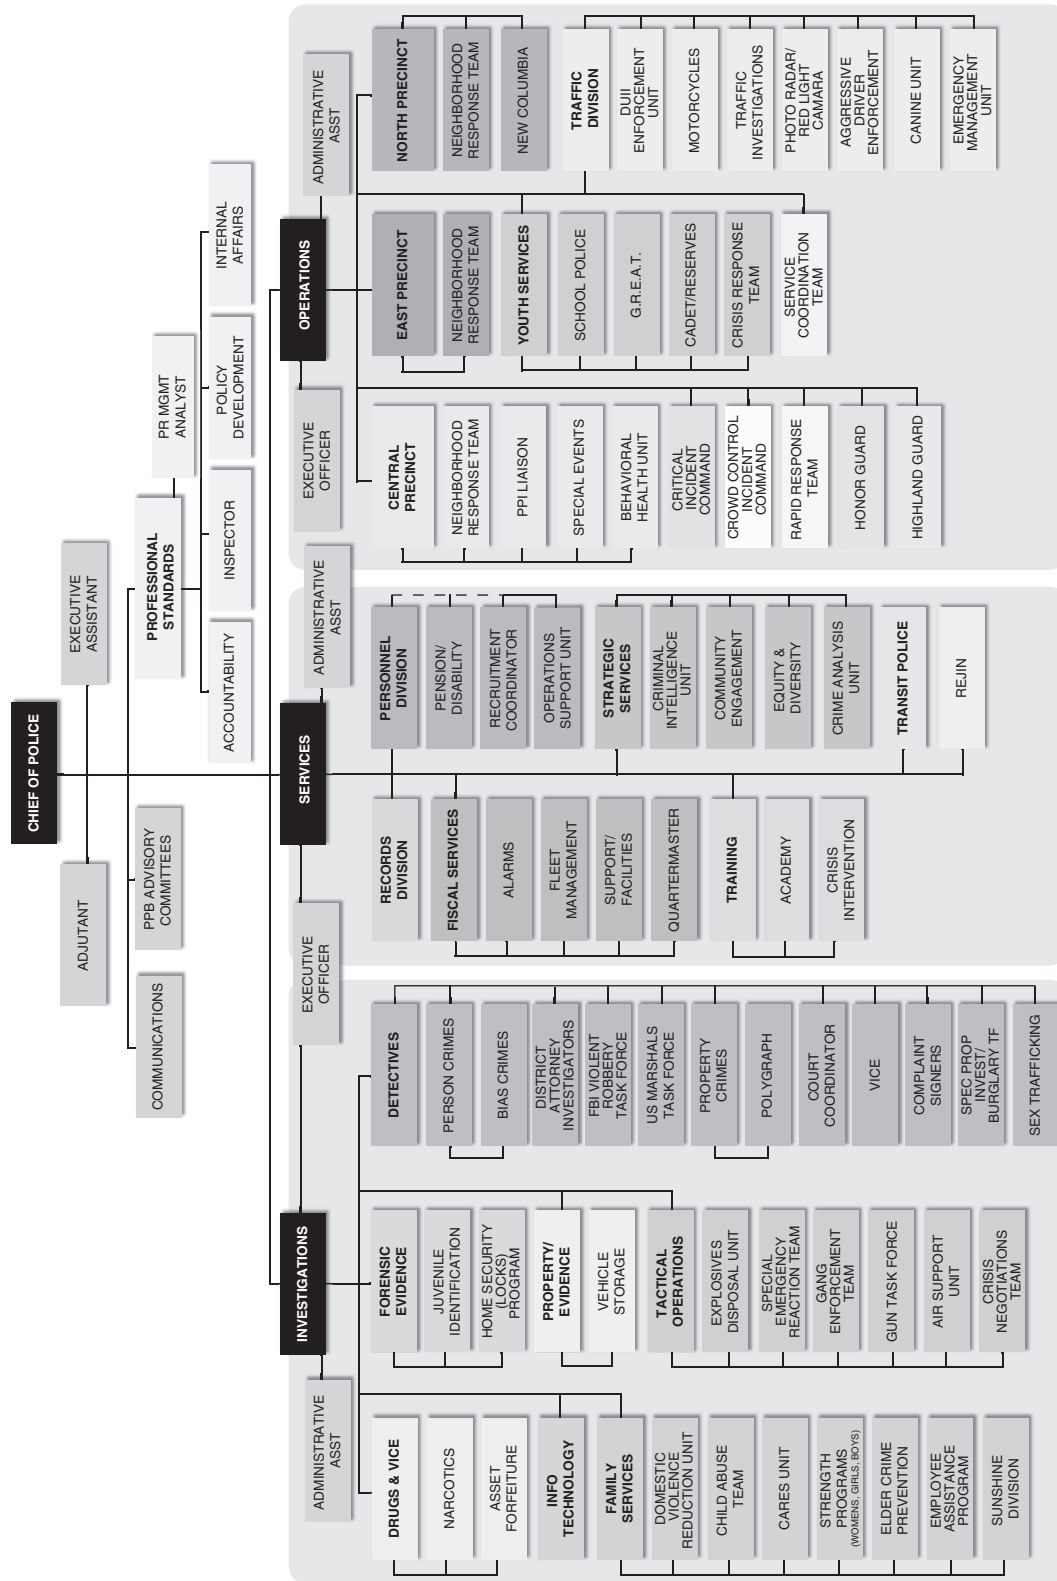 CHIEF OF POLICE
ADJUTANT
EXECUTIVE
ASSISTANT
COMMUNICATIONS
PPB ADVISORY
COMMITTEES
PROFESSIONAL
STANDARDS
PR MGMT
ANALYST
ACCOUNTABILITY
INSPECTOR
POLICY
DEVELOPMENT
INTERNAL
AFFAIRS
INVESTIGATIONS
ADMINISTRATIVE
ASST
EXECUTIVE
OFFICER
DRUGS & VICE
NARCOTICS
ASSET
FORFEITURE
INFO
TECHNOLOGY
FAMILY
SERVICES
DOMESTIC
VIOLENCE
REDUCTION UNIT
CHILD ABUSE
TEAM
CARES UNIT
STRENGTH
PROGRAMS
(WOMENS, GIRLS, BOYS)
ELDER CRIME
PREVENTION
EMPLOYEE
ASSISTANCE
PROGRAM
SUNSHINE
DIVISION
FORENSIC
EVIDENCE
JUVENILE
IDENTIFICATION
HOME SECURITY
(LOCKS)
PROGRAM
PROPERTY/
EVIDENCE
VEHICLE
STORAGE
TACTICAL
OPERATIONS
EXPLOSIVES
DISPOSAL UNIT
SPECIAL
EMERGENCY
REACTION TEAM
GANG
ENFORCEMENT
TEAM
GUN TASK FORCE
AIR SUPPORT
UNIT
CRISIS
NEGOTIATIONS
TEAM
DETECTIVES
PERSON CRIMES
BIAS CRIMES
DISTRICT
ATTORNEY
INVESTIGATORS
FBI VIOLENT
ROBBERY
TASK FORCE
US MARSHALS
TASK FORCE
PROPERTY
CRIMES
POLYGRAPH
COURT
COORDINATOR
VICE
COMPLAINT
SIGNERS
SPEC PROP
INVEST/
BURGLARY TF
SEX TRAFFICKING
SERVICES
ADMINISTRATIVE
ASST
RECORDS
DIVISION
FISCAL SERVICES
ALARMS
FLEET
MANAGEMENT
SUPPORT/
FACILITIES
QUARTERMASTER
TRAINING
ACADEMY
CRISIS
INTERVENTION
PERSONNEL
DIVISION
PENSION/
DISABILITY
RECRUITMENT
COORDINATOR
OPERATIONS
SUPPORT UNIT
STRATEGIC
SERVICES
CRIMINAL
INTELLIGENCE
UNIT
COMMUNITY
ENGAGEMENT
EQUITY &
DIVERSITY
CRIME ANALYSIS
UNIT
TRANSIT POLICE
REJIN
OPERATIONS
EXECUTIVE
OFFICER
ADMINISTRATIVE
ASST
CENTRAL
PRECINCT
NEIGHBORHOOD
RESPONSE TEAM
PPI LIAISON
SPECIAL EVENTS
BEHAVIORAL
HEALTH UNIT
CRITICAL
INCIDENT
COMMAND
CROWD CONTROL
INCIDENT
COMMAND
RAPID RESPONSE
TEAM
HONOR GUARD
HIGHLAND GUARD
EAST PRECINCT
NEIGHBORHOOD
RESPONSE TEAM
YOUTH SERVICES
SCHOOL POLICE
G.R.E.A.T.
CADET/RESERVES
CRISIS RESPONSE
TEAM
SERVICE
COORDINATION
TEAM
NORTH PRECINCT
NEIGHBORHOOD
RESPONSE TEAM
NEW COLUMBIA
TRAFFIC
DIVISION
DUII
ENFORCEMENT
UNIT
MOTORCYCLES
TRAFFIC
INVESTIGATIONS
PHOTO RADAR/
RED LIGHT
CAMARA
AGGRESSIVE
DRIVER
ENFORCEMENT
CANINE UNIT
EMERGENCY
MANAGEMENT
UNIT